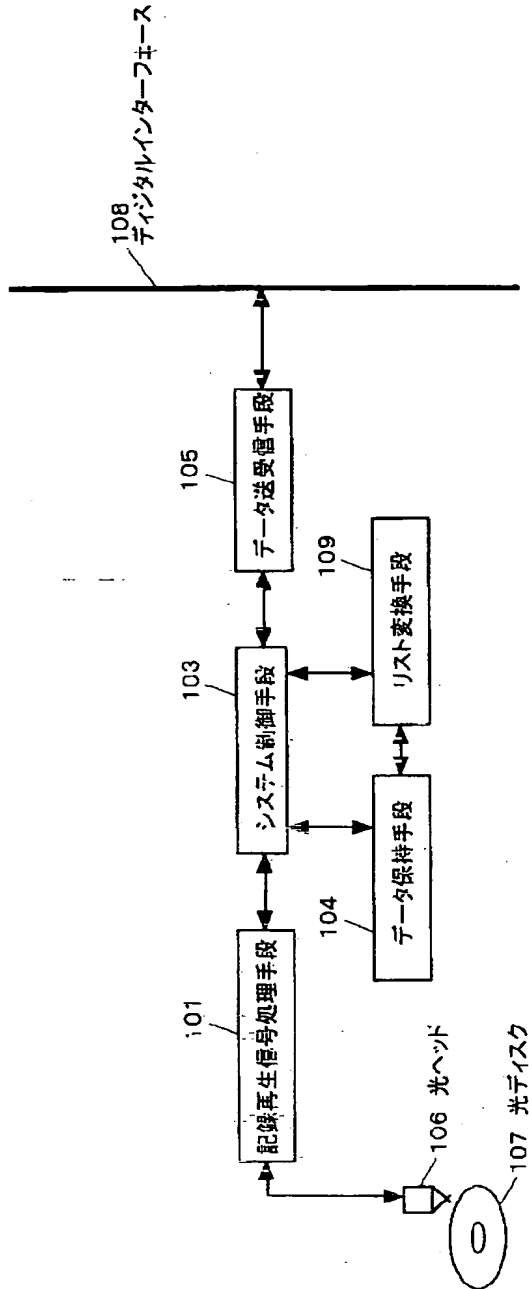 101
記録再生信号処理手段
103
システム制御手段
105
データ送受信手段
108
ディジタルインターフェース
104
データ保持手段
109
リスト変換手段
106 光ヘッド
107 光ディスク